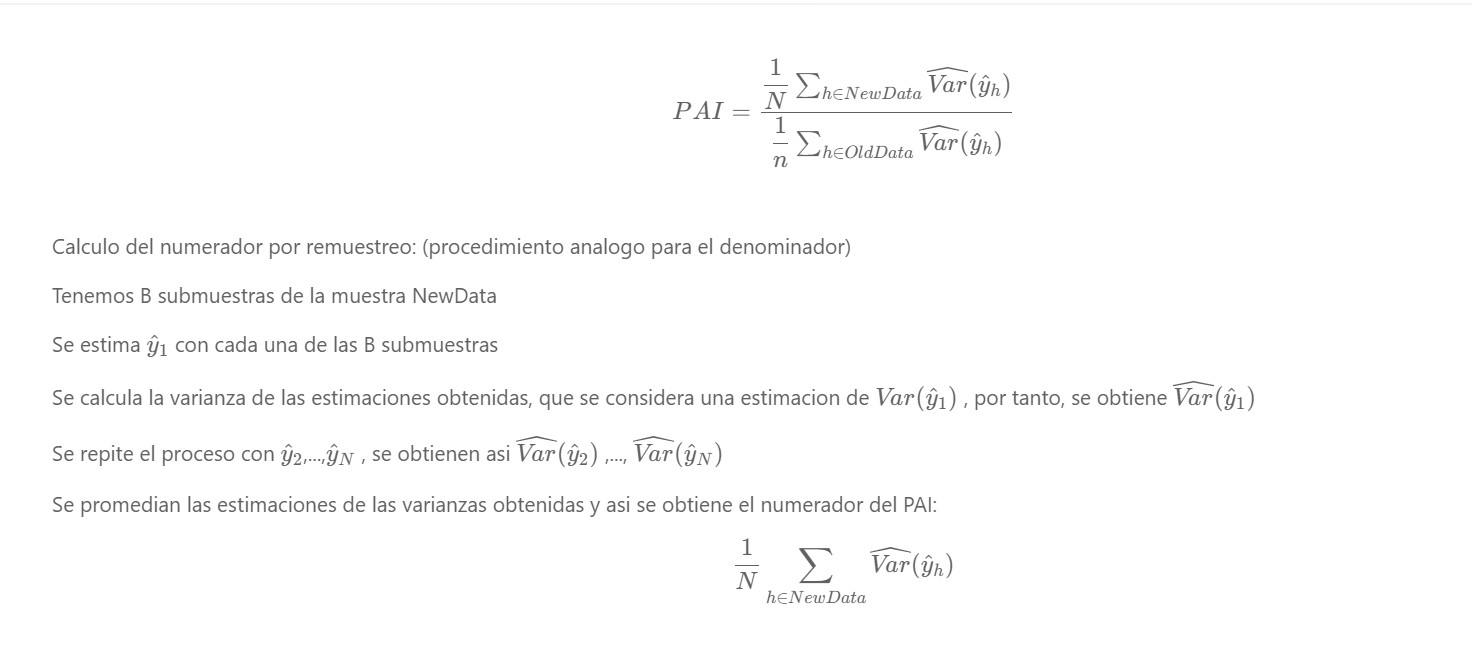 $PAI = \dfrac{\dfrac{1}{N} \sum_{h \in NewData} \widehat{Var}(\hat{y}_h)}{\dfrac{1}{n} \sum_{h \in OldData} \widehat{Var}(\hat{y}_h)}$
Calculo del numerador por remuestreo: (procedimiento analogo para el denominador)
Tenemos B submuestras de la muestra NewData
Se estima $\hat{y}_1$ con cada una de las B submuestras
Se calcula la varianza de las estimaciones obtenidas, que se considera una estimacion de $Var(\hat{y}_1)$ , por tanto, se obtiene $\widehat{Var}(\hat{y}_1)$
Se repite el proceso con $\hat{y}_2$,...,$\hat{y}_N$ , se obtienen asi $\widehat{Var}(\hat{y}_2)$ ,..., $\widehat{Var}(\hat{y}_N)$
Se promedian las estimaciones de las varianzas obtenidas y asi se obtiene el numerador del PAI:
$\dfrac{1}{N} \sum_{h \in NewData} \widehat{Var}(\hat{y}_h)$